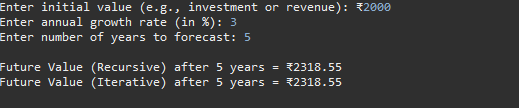 Enter initial value (e.g., investment or revenue): ₹2000
Enter annual growth rate (in %): 3
Enter number of years to forecast: 5
Future Value (Recursive) after 5 years = ₹2318.55
Future Value (Iterative) after 5 years = ₹2318.55